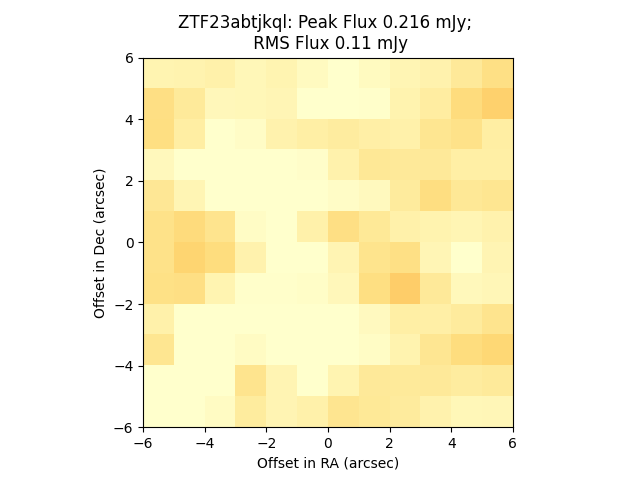 ZTF23abtjkql: Peak Flux 0.216 mJy;
RMS Flux 0.11 mJy
6
4
2
0
−2
−4
−6
Offset in Dec (arcsec)
−6 −4 −2 0 2 4 6
Offset in RA (arcsec)